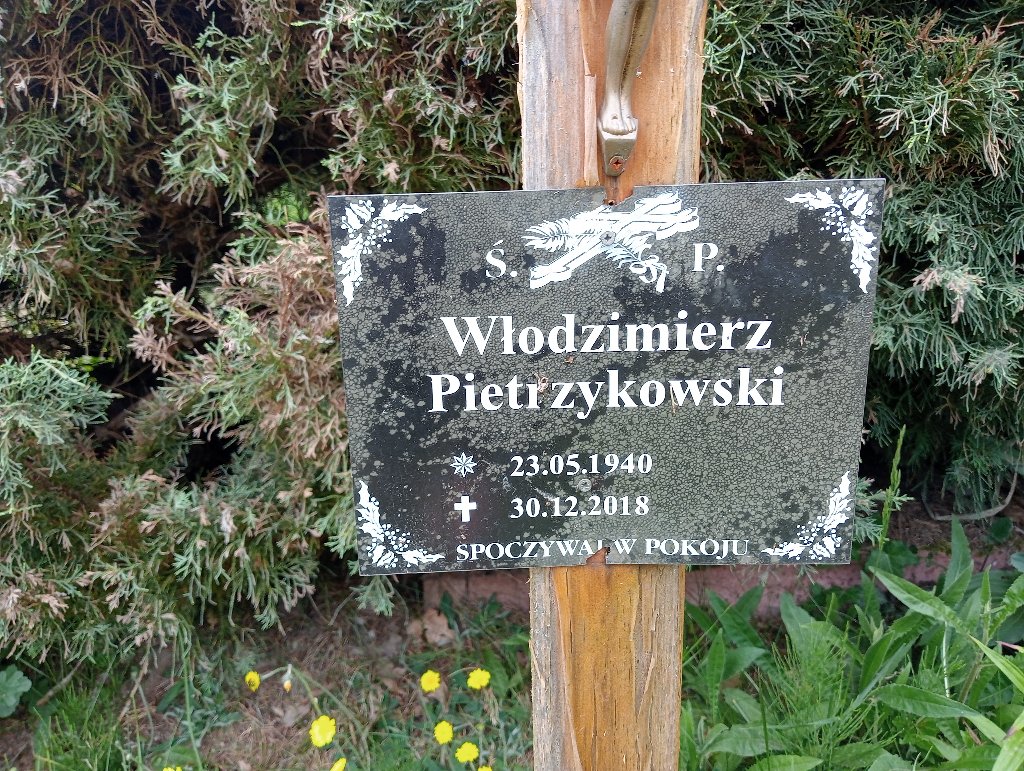 Ś. P.
Włodzimierz
Pietrzykowski
23.05.1940
30.12.2018
SPOCZYWAJ W POKOJU